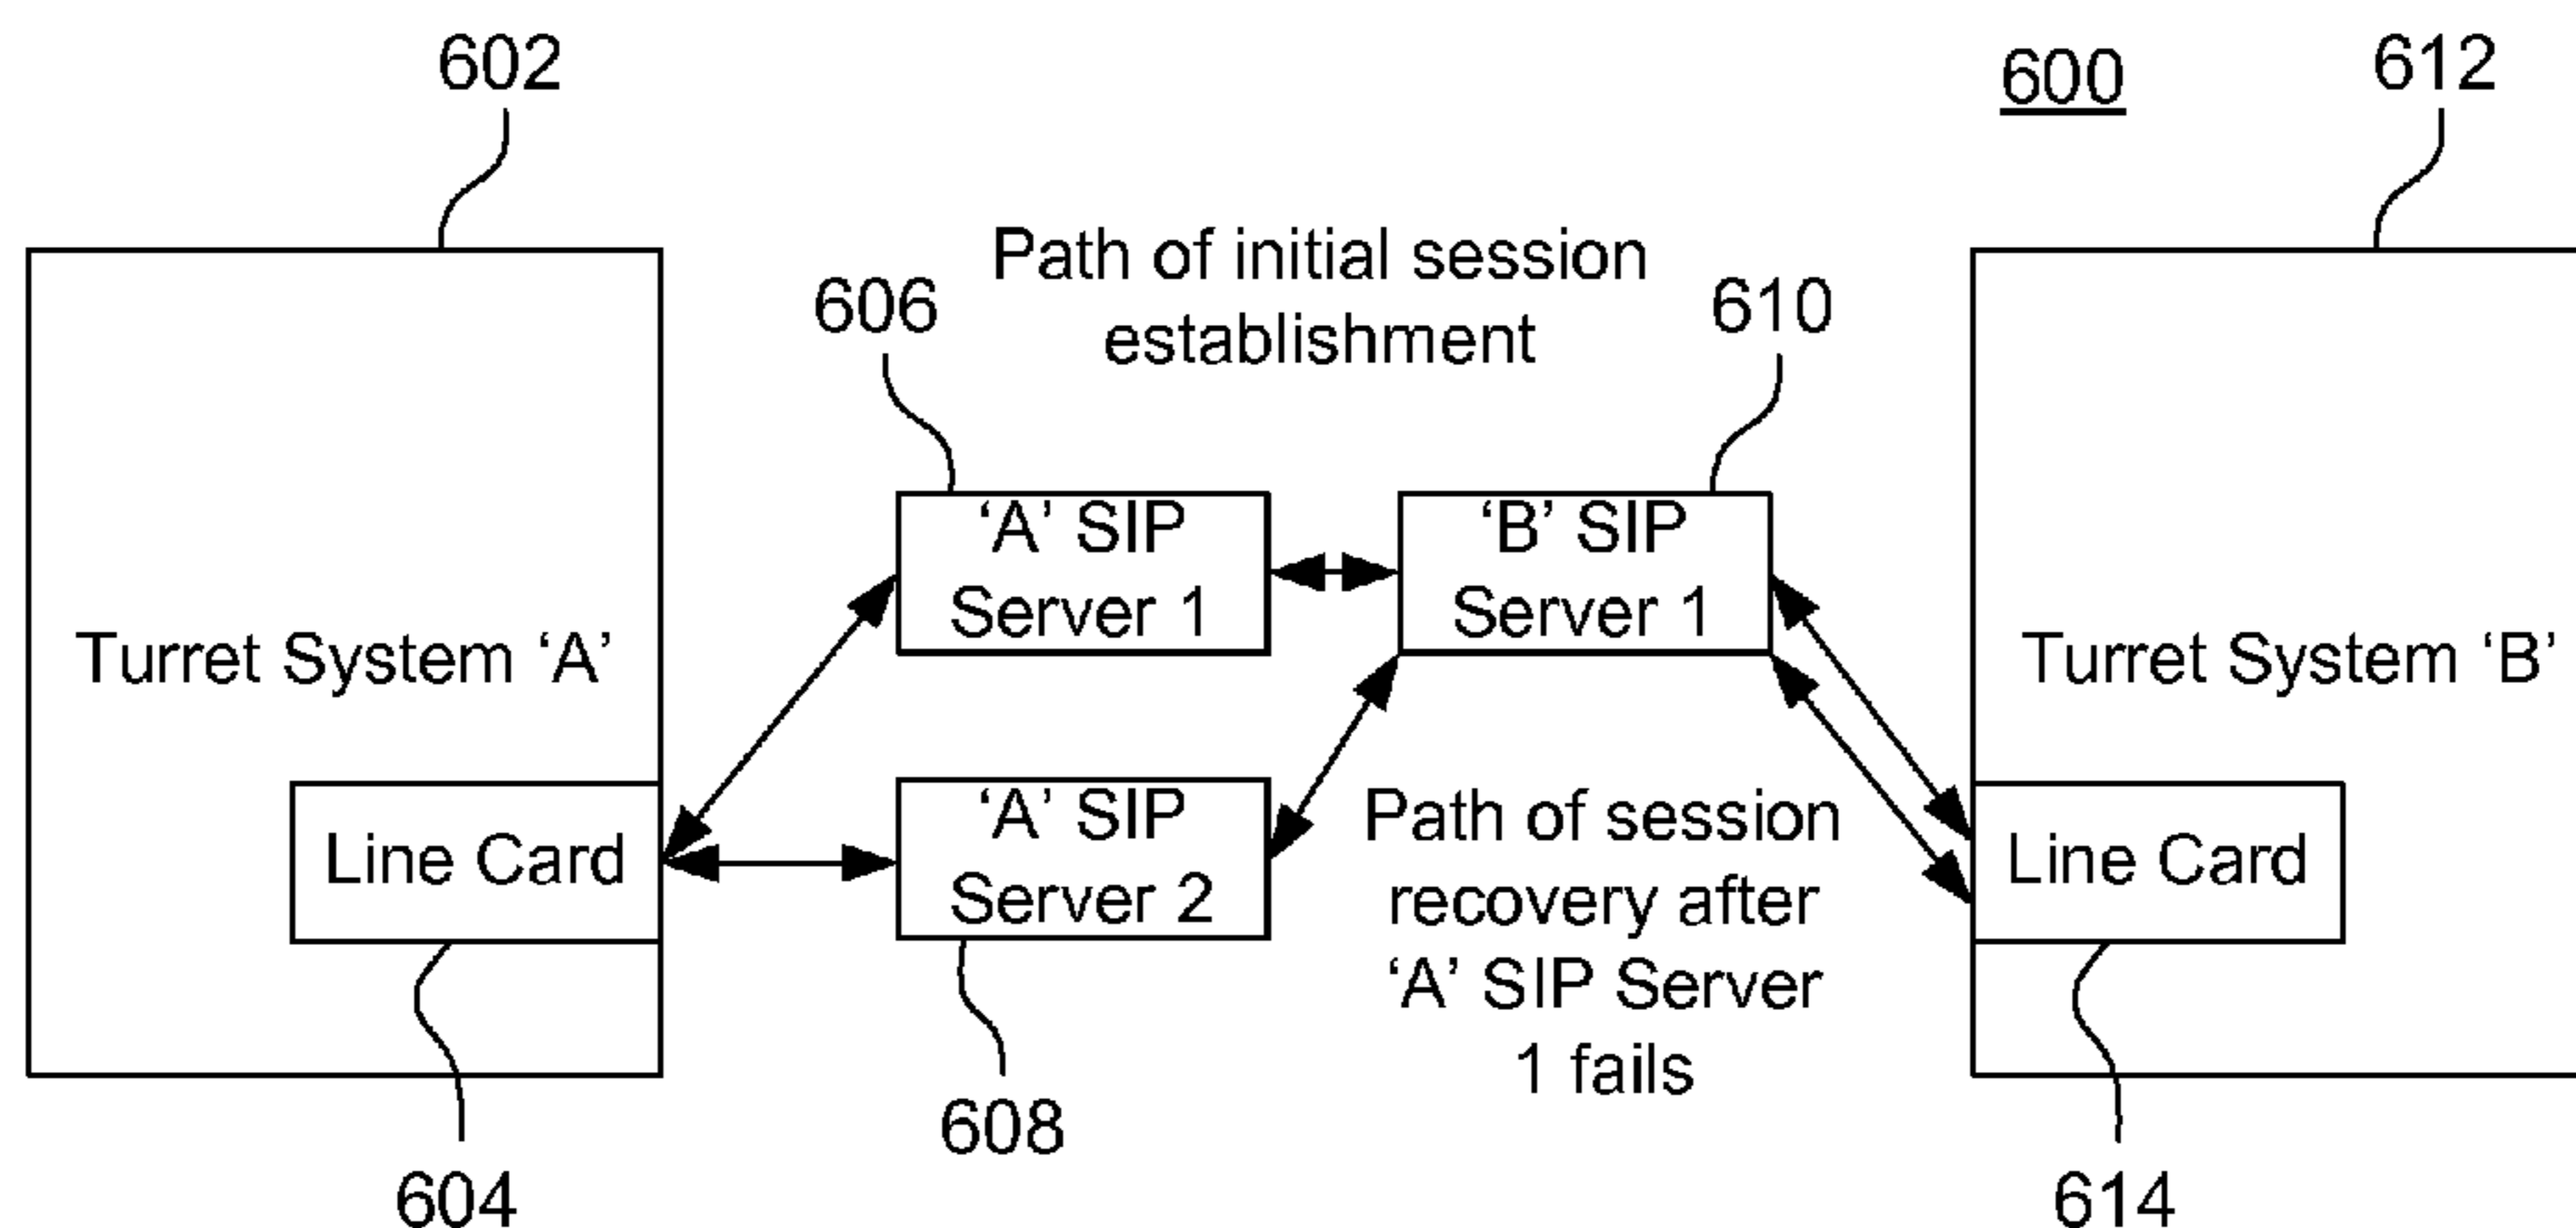 602
600
612
Path of initial session
establishment
606
610
'A' SIP
Server 1
'B' SIP
Server 1
Turret System 'A'
Turret System 'B'
Line Card
'A' SIP
Server 2
Path of session
recovery after
'A' SIP Server
1 fails
Line Card
608
604
614